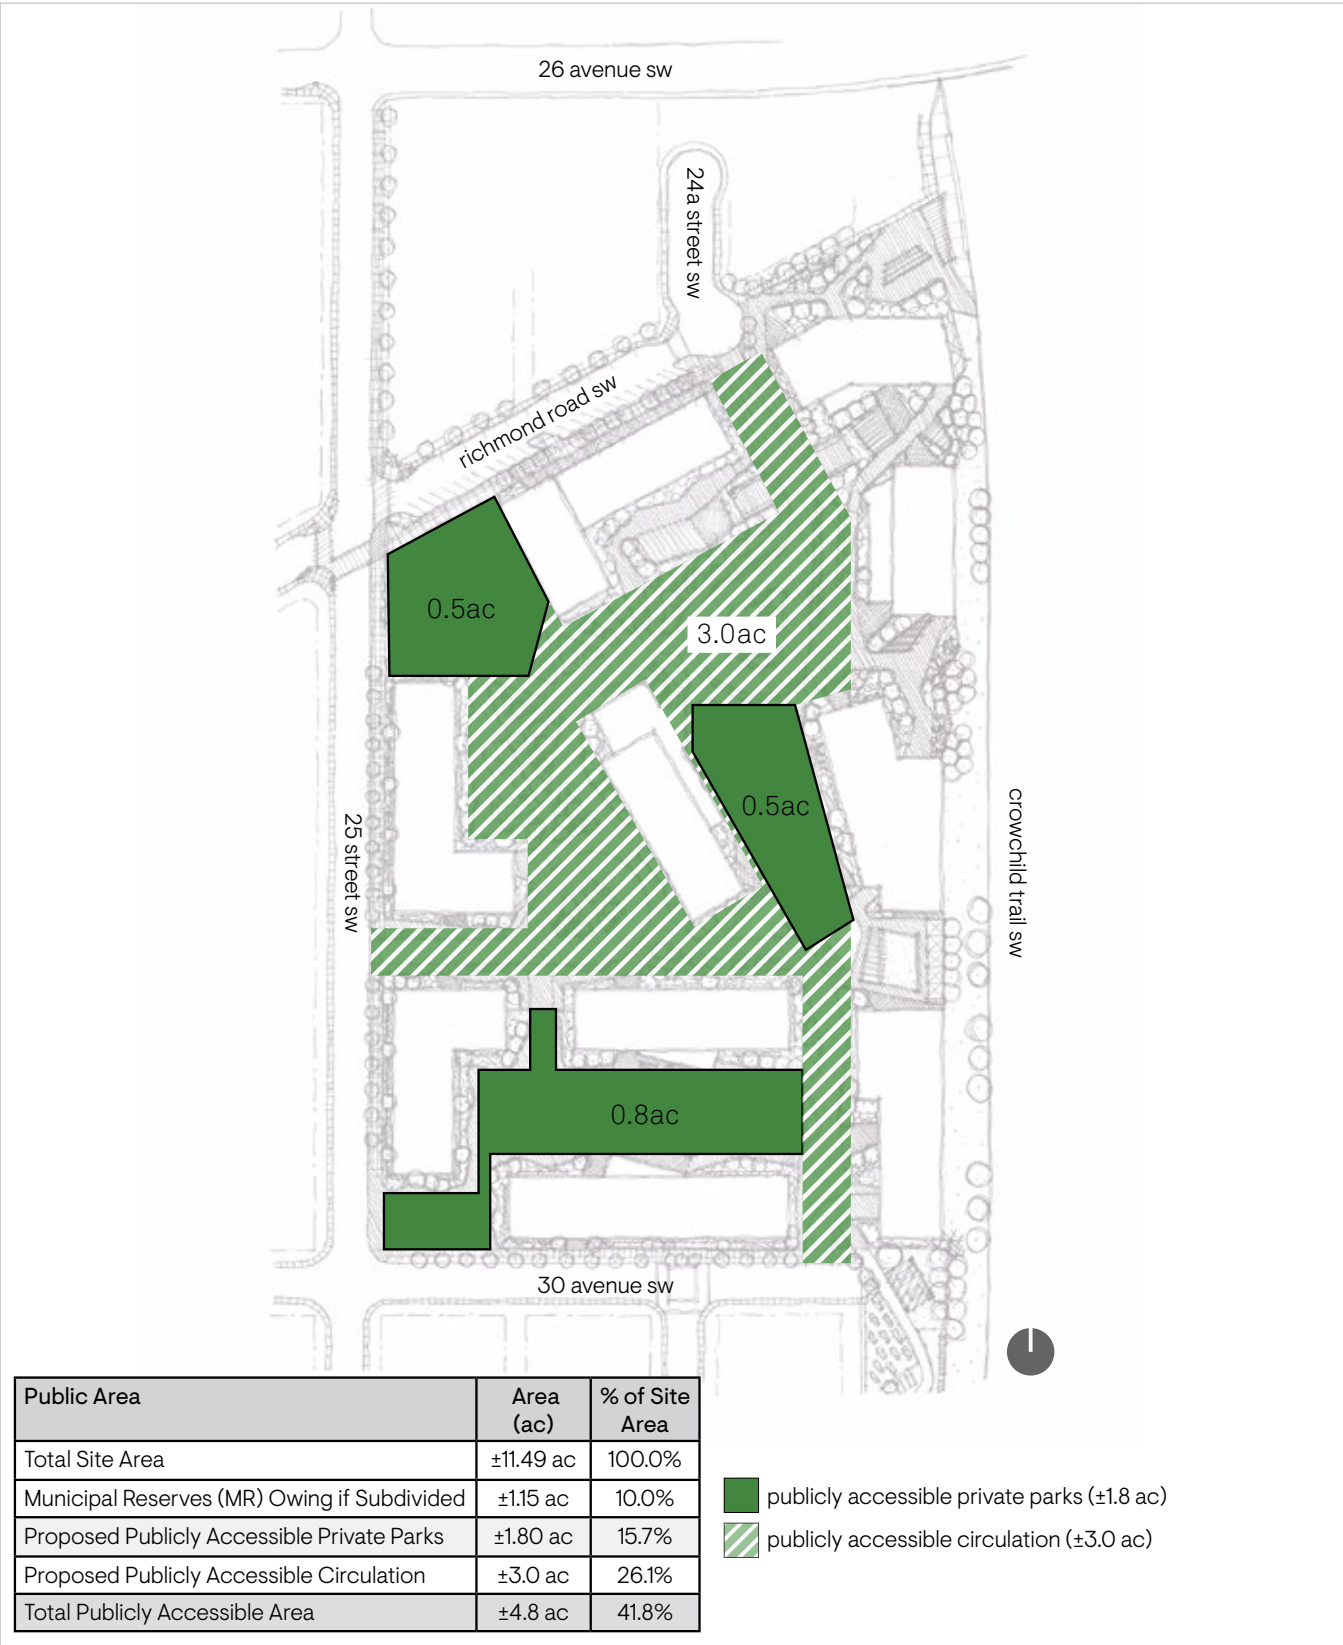 26 avenue sw
24a street sw
richmond road sw
0.5ac
3.0ac
0.5ac
25 street sw
crowchild trail sw
0.8ac
30 avenue sw
Public Area
Area
(ac)
% of Site
Area
Total Site Area ±11.49 ac 100.0%
Municipal Reserves (MR) Owing if Subdivided ±1.15 ac 10.0%
Proposed Publicly Accessible Private Parks ±1.80 ac 15.7%
Proposed Publicly Accessible Circulation ±3.0 ac 26.1%
Total Publicly Accessible Area ±4.8 ac 41.8%
publicly accessible private parks (±1.8 ac)
publicly accessible circulation (±3.0 ac)